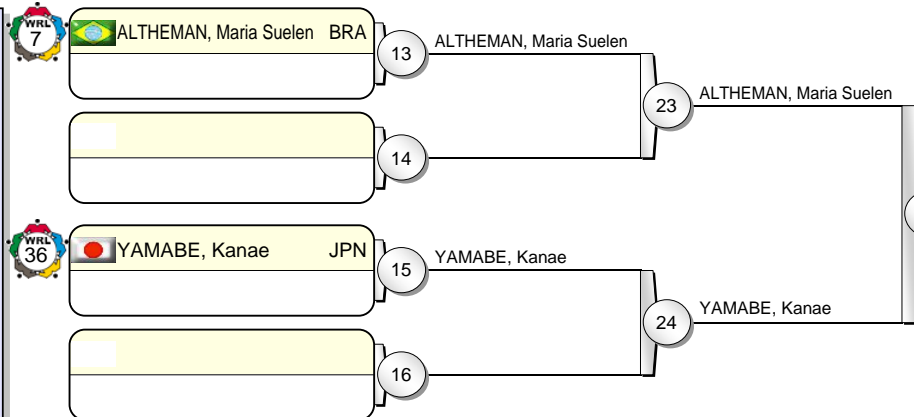 WRL
7
ALTHEMAN, Maria Suelen BRA
13
ALTHEMAN, Maria Suelen
23
ALTHEMAN, Maria Suelen
14
WRL
36
YAMABE, Kanae JPN
15
YAMABE, Kanae
24
YAMABE, Kanae
16